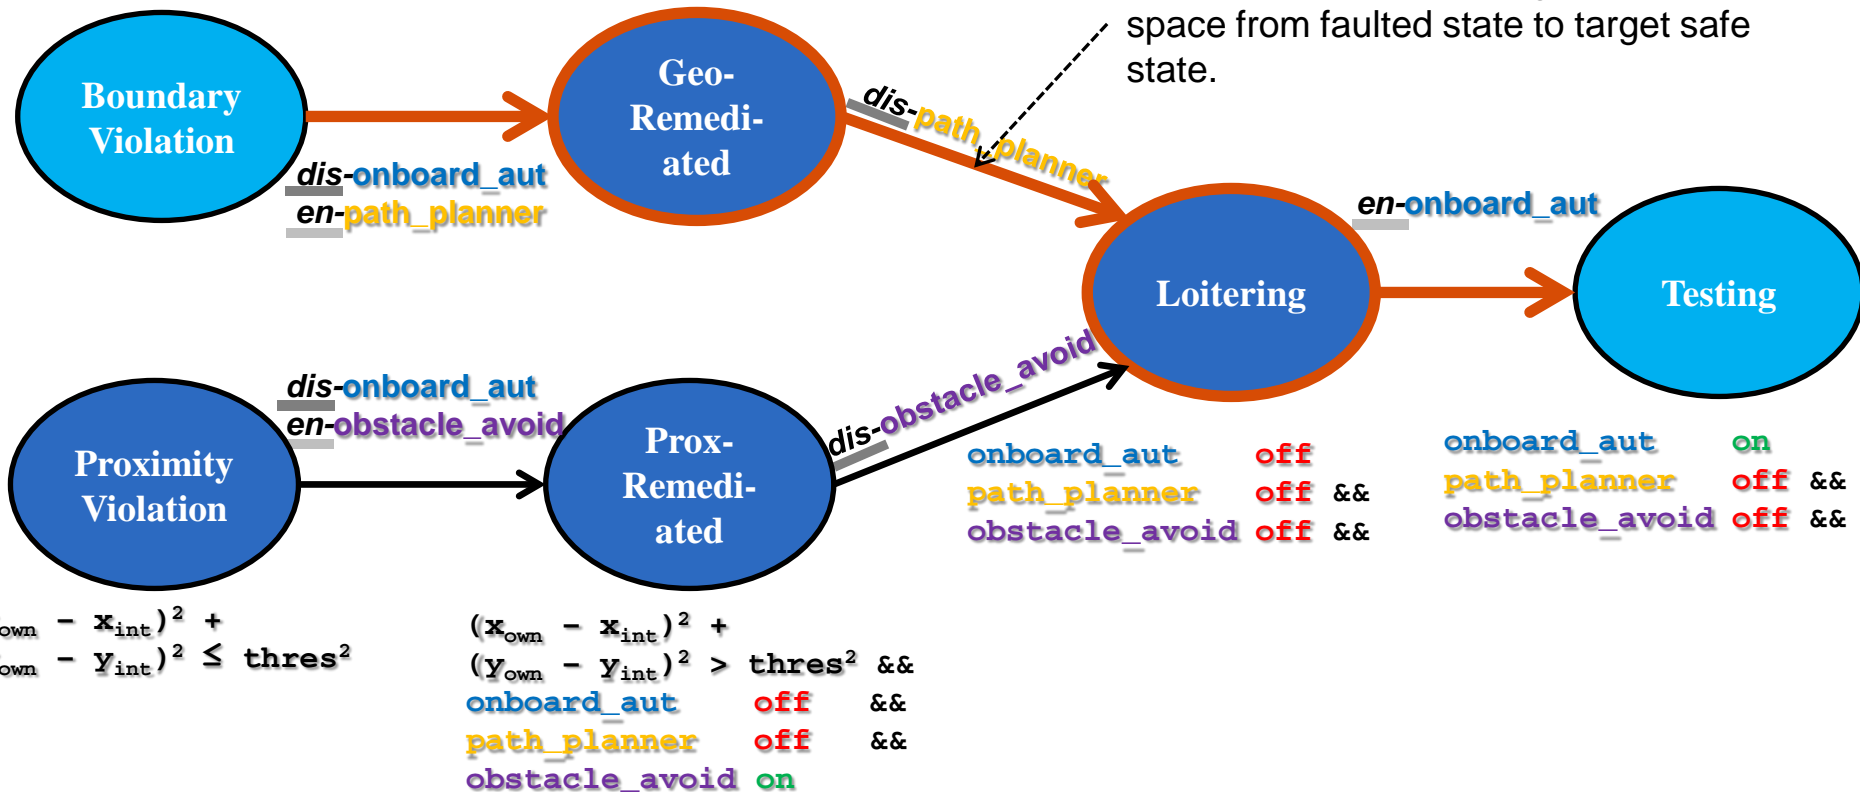 space from faulted state to target safe
state.
Boundary
Violation
dis-onboard_aut
en-path_planner
Geo-
Remedi-
ated
dis-path_planner
Loitering
en-onboard_aut
Testing
Proximity
Violation
dis-onboard_aut
en-obstacle_avoid
Prox-
Remedi-
ated
dis-obstacle_avoid
onboard_aut off
path_planner off &&
obstacle_avoid off &&
onboard_aut on
path_planner off &&
obstacle_avoid off &&
own − xint)² +
own − yint)² ≤ thres²
(xown − xint)² +
(yown − yint)² > thres² &&
onboard_aut off &&
path_planner off &&
obstacle_avoid on